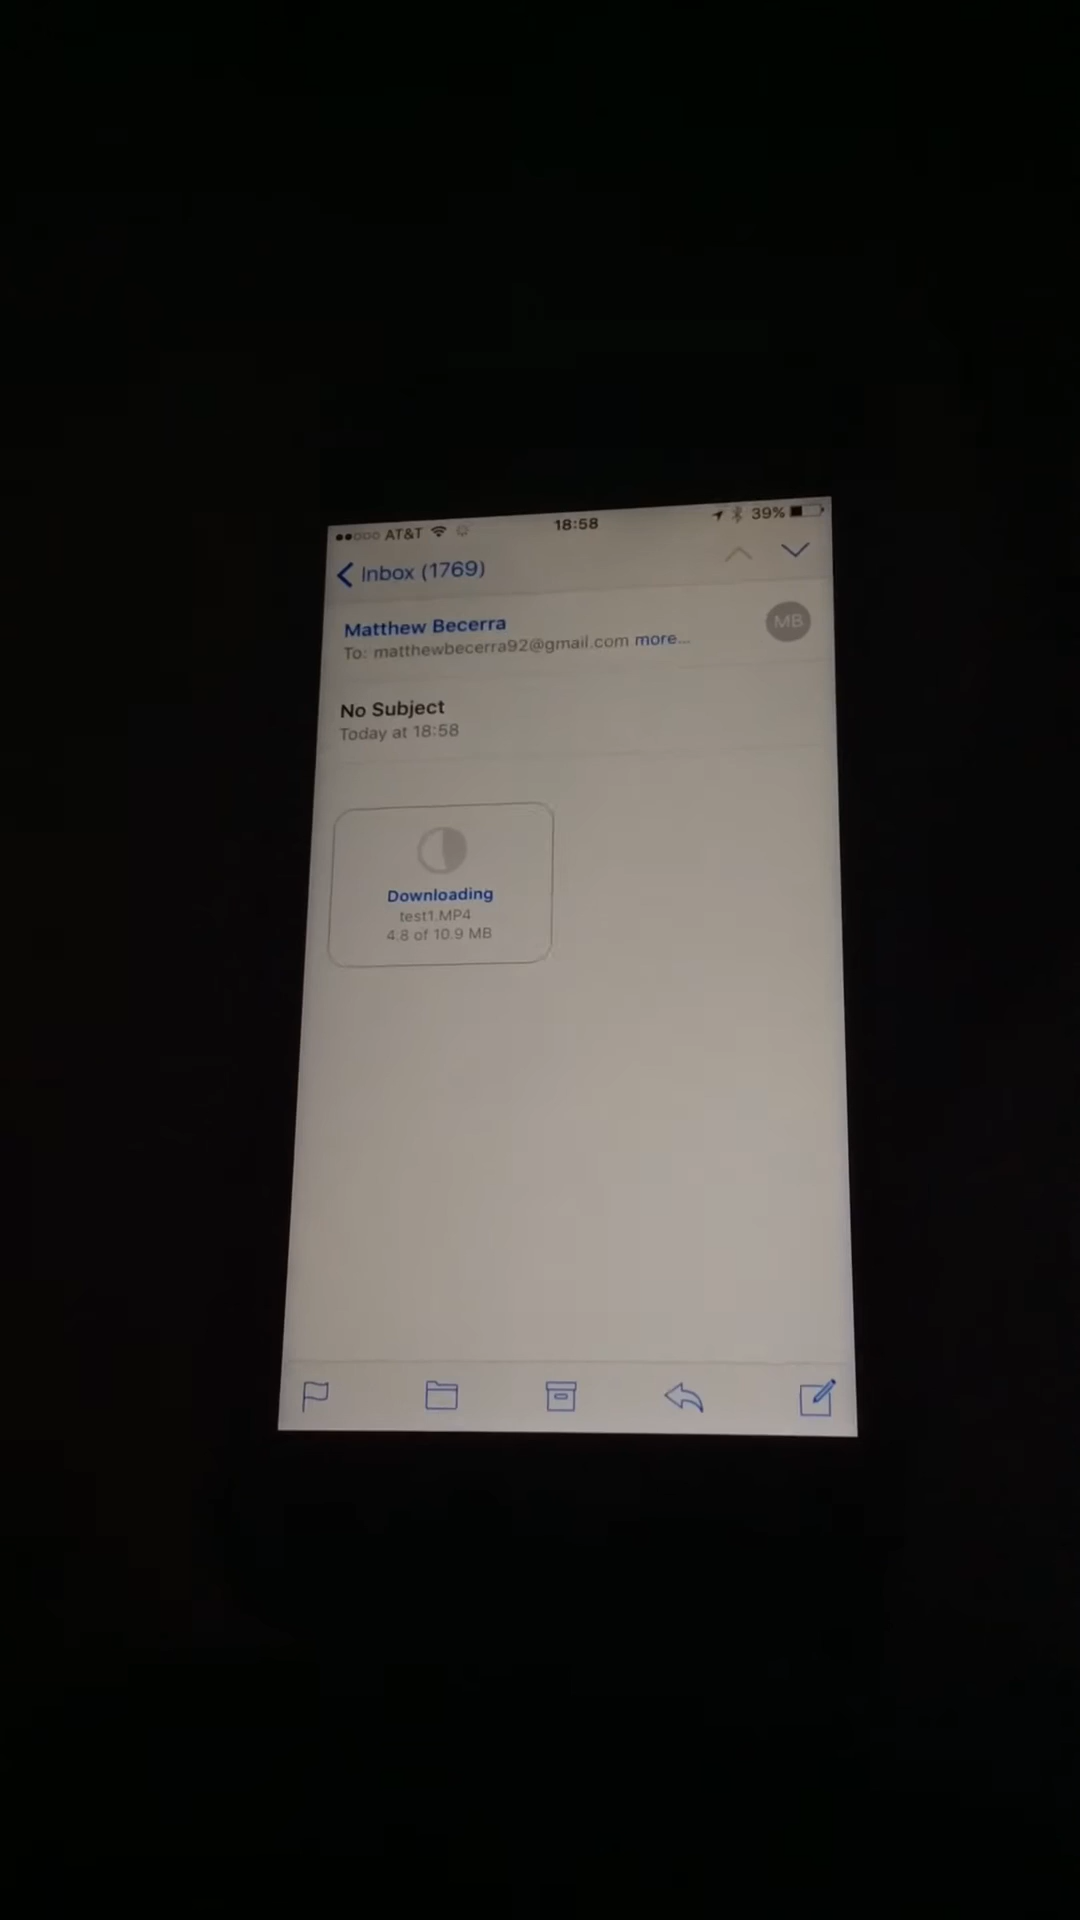 AT&T 18:58 39%
Inbox (1769)
Matthew Becerra
MB
To: matthewbecerra92@gmail.com more...
No Subject
Today at 18:58
Downloading
test1.MP4
4.8 of 10.9 MB